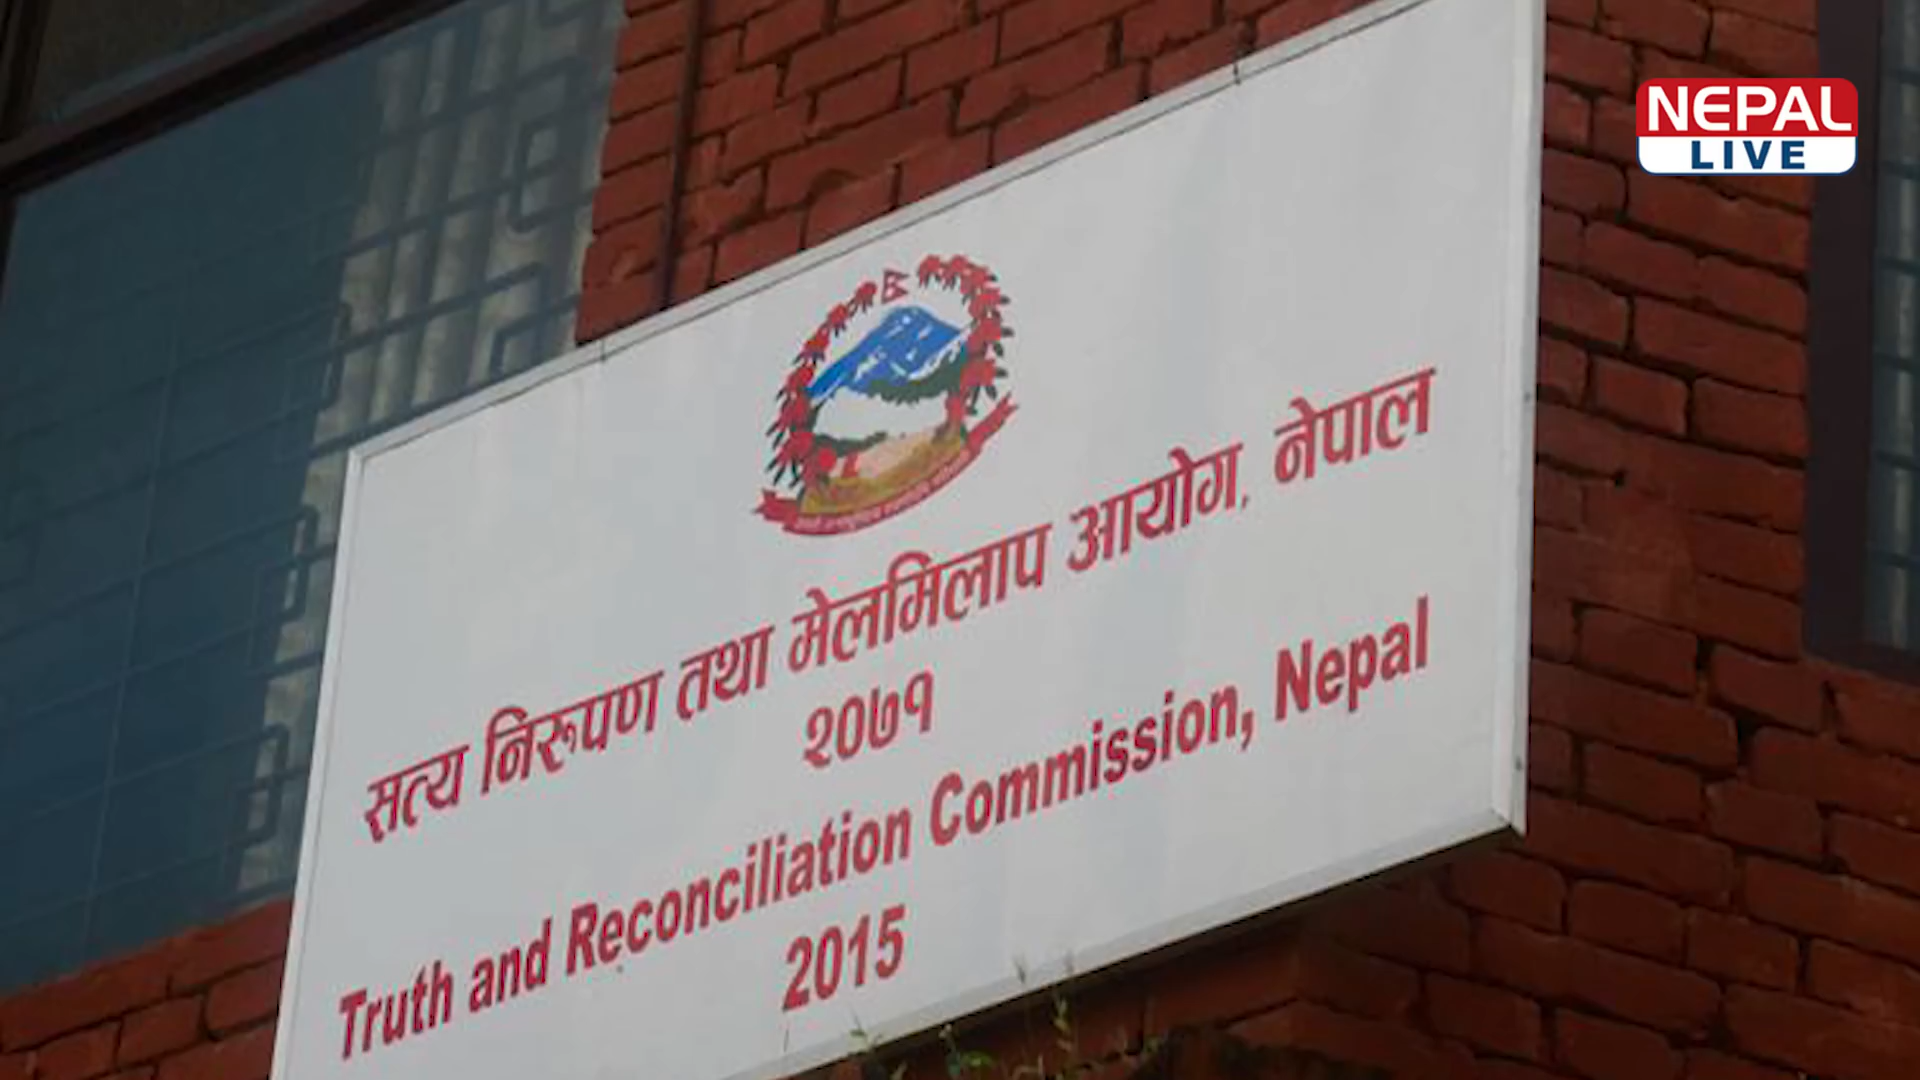 NEPAL
LIVE
सत्य निरुपण तथा मेलमिलाप आयोग, नेपाल
२०७१
Truth and Reconciliation Commission, Nepal
2015